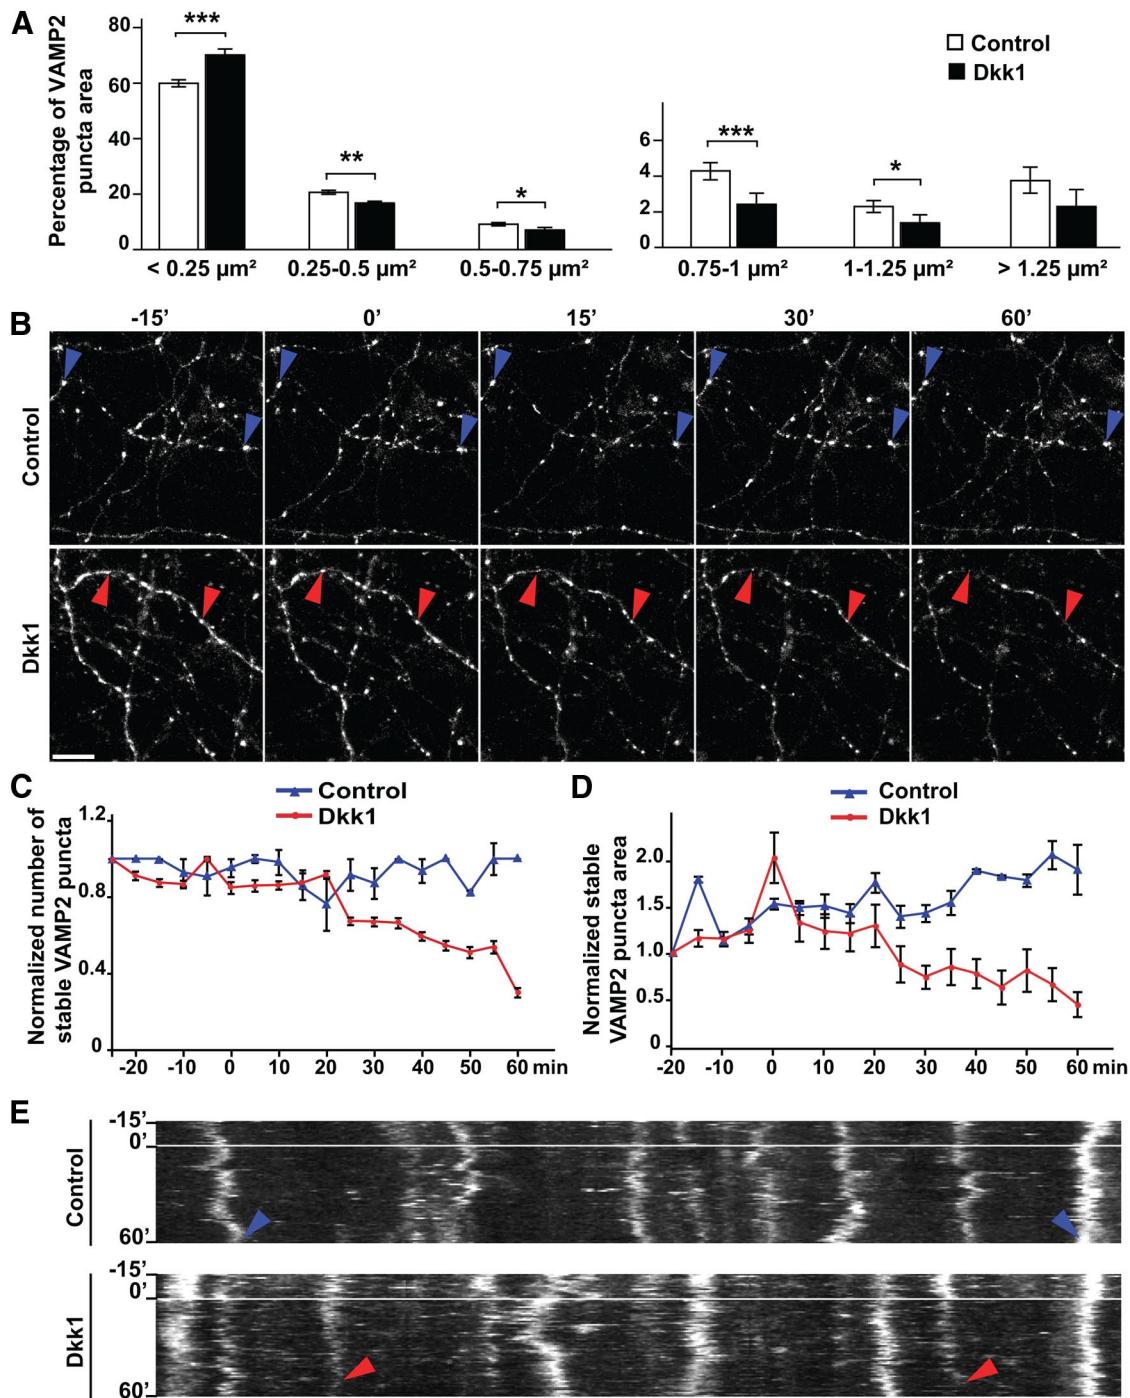 A
Percentage of VAMP2
puncta area
80
60
40
20
0
***
**
*
< 0.25 µm²
0.25-0.5 µm²
0.5-0.75 µm²
6
4
2
0
***
*
0.75-1 µm²
1-1.25 µm²
> 1.25 µm²
Control
Dkk1
B
-15’
0’
15’
30’
60’
Control
Dkk1
C
Control
Dkk1
Normalized number of
stable VAMP2 puncta
1.2
0.8
0.4
0
-20 -10 0 10 20 30 40 50 60 min
D
Control
Dkk1
Normalized stable
VAMP2 puncta area
2.0
1.5
1.0
0.5
0
-20 -10 0 10 20 30 40 50 60 min
E
Control
-15’
0’
60’
Dkk1
-15’
0’
60’